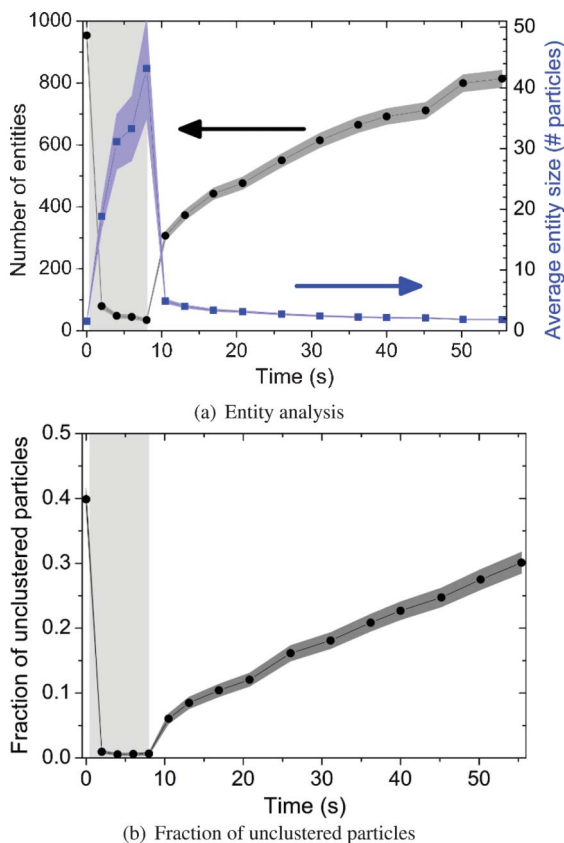 1000
800
600
400
200
0
Number of entities
50
40
30
20
10
0
Average entity size (# particles)
0 10 20 30 40 50
Time (s)
(a) Entity analysis
0.5
0.4
0.3
0.2
0.1
0.0
Fraction of unclustered particles
0 10 20 30 40 50
Time (s)
(b) Fraction of unclustered particles